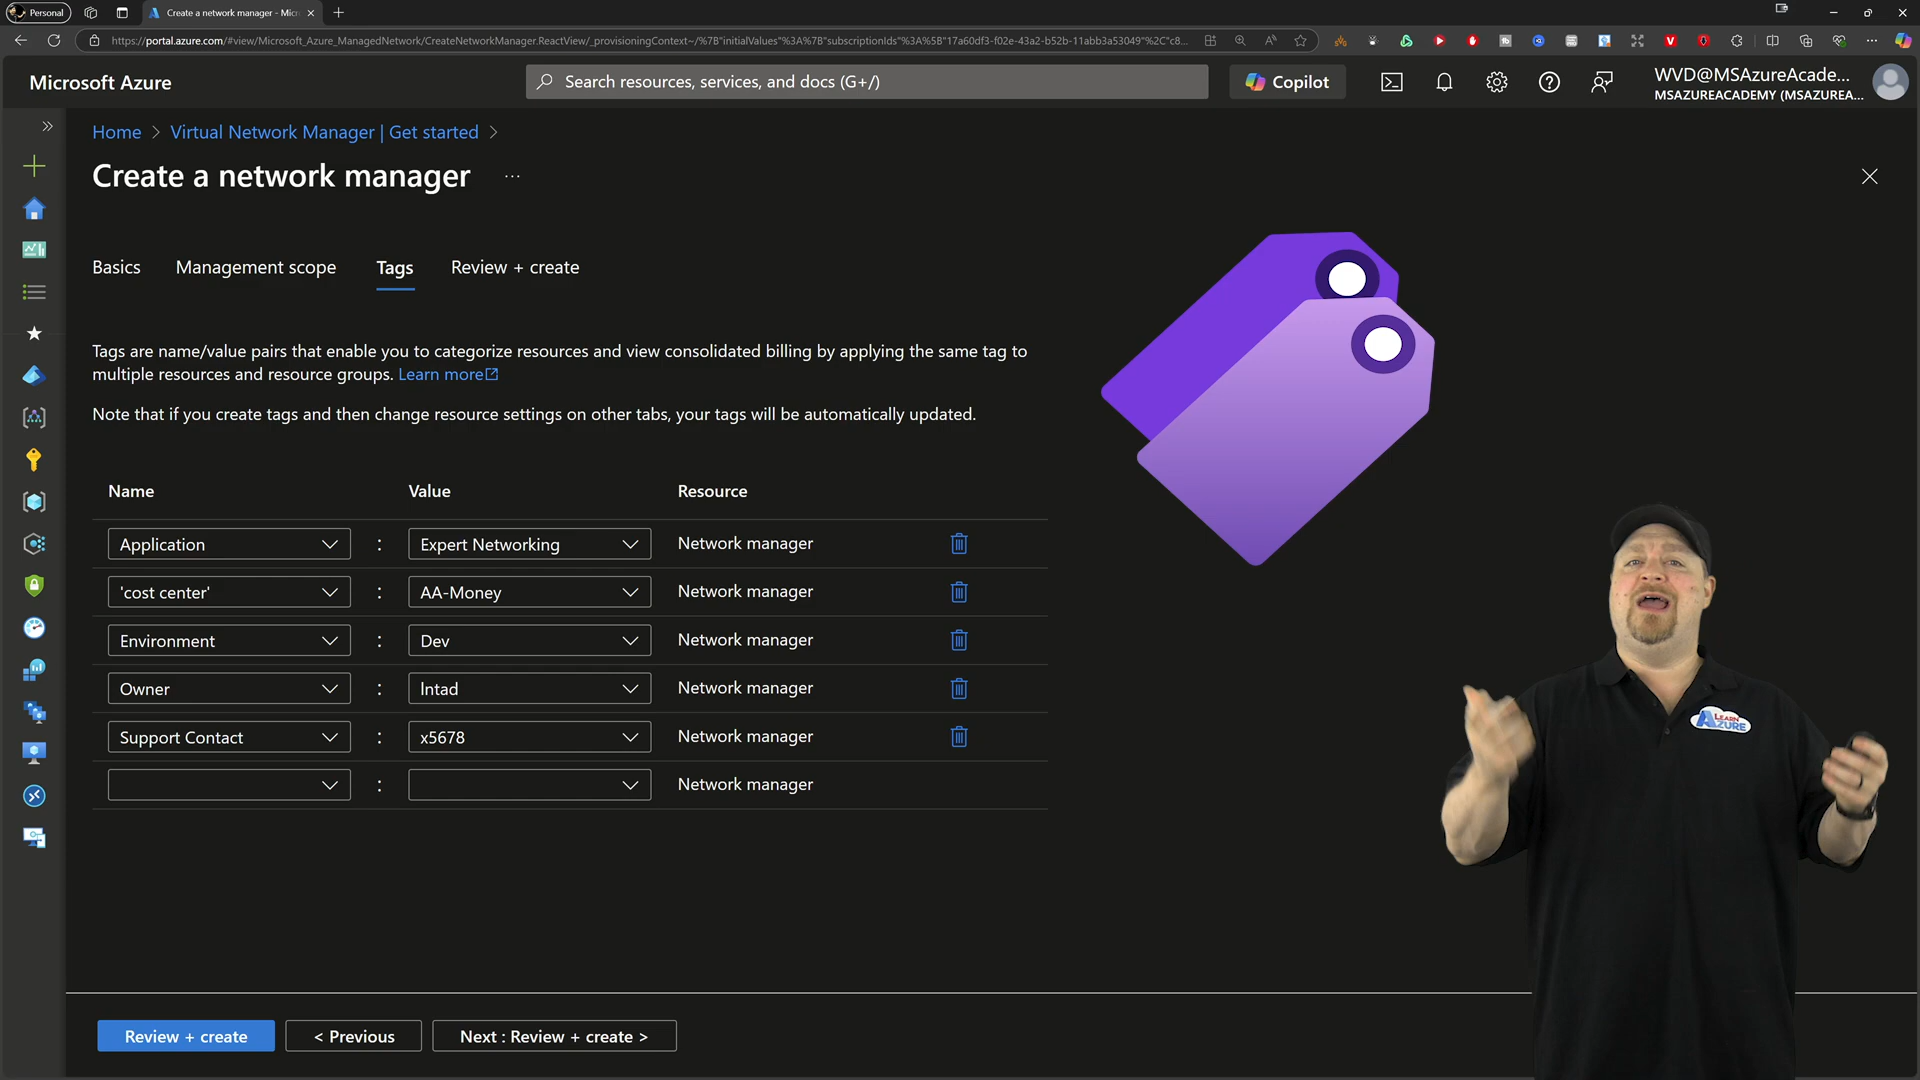 Personal
Create a network manager - Micr
https://portal.azure.com/#view/Microsoft_Azure_ManagedNetwork/CreateNetworkManager.ReactView/_provisioningContext~/%7B"initialValues"%3A%7B"subscriptionIds"%3A%5B"17a60df3-f02e-43a2-b52b-11abb3a53049"%2C"c8...
Microsoft Azure
Search resources, services, and docs (G+/)
Copilot
WVD@MSAzureAcade...
MSAZUREACADEMY (MSAZUREA...
Home > Virtual Network Manager | Get started >
Create a network manager ...
Basics Management scope Tags Review + create
Tags are name/value pairs that enable you to categorize resources and view consolidated billing by applying the same tag to
multiple resources and resource groups. Learn more
Note that if you create tags and then change resource settings on other tabs, your tags will be automatically updated.
Name Value Resource
Application : Expert Networking Network manager
'cost center' : AA-Money Network manager
Environment : Dev Network manager
Owner : Intad Network manager
Support Contact : x5678 Network manager
: Network manager
LEARN
AZURE
Review + create < Previous Next : Review + create >